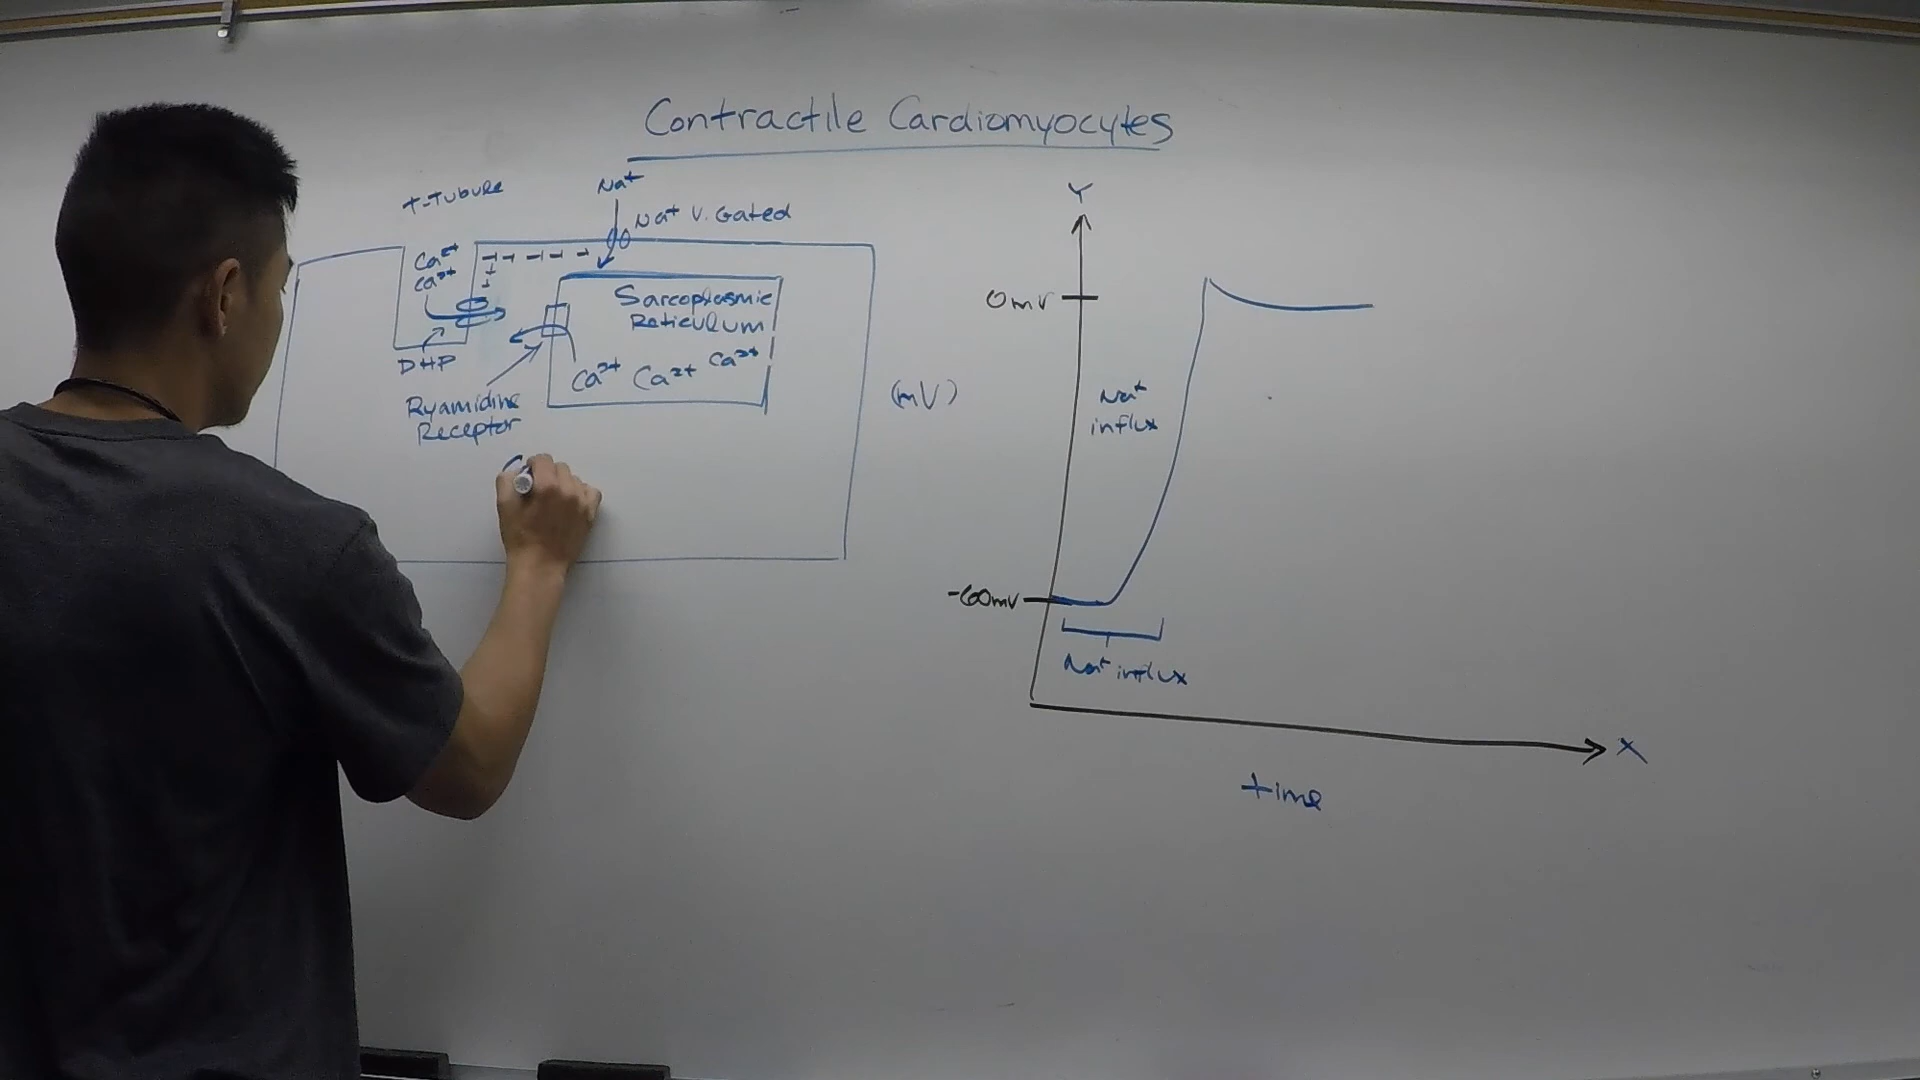 Contractile Cardiomyocytes
T-Tubule
Na+
Na+ V. Gated
Ca2+
Ca2+
DHP
Sarcoplasmic
Reticulum
Ca2+ Ca2+ Ca2+
Ryamidine
Receptor
Y
0mV
(mV)
Na+
influx
-60mV
Na+ influx
X
time